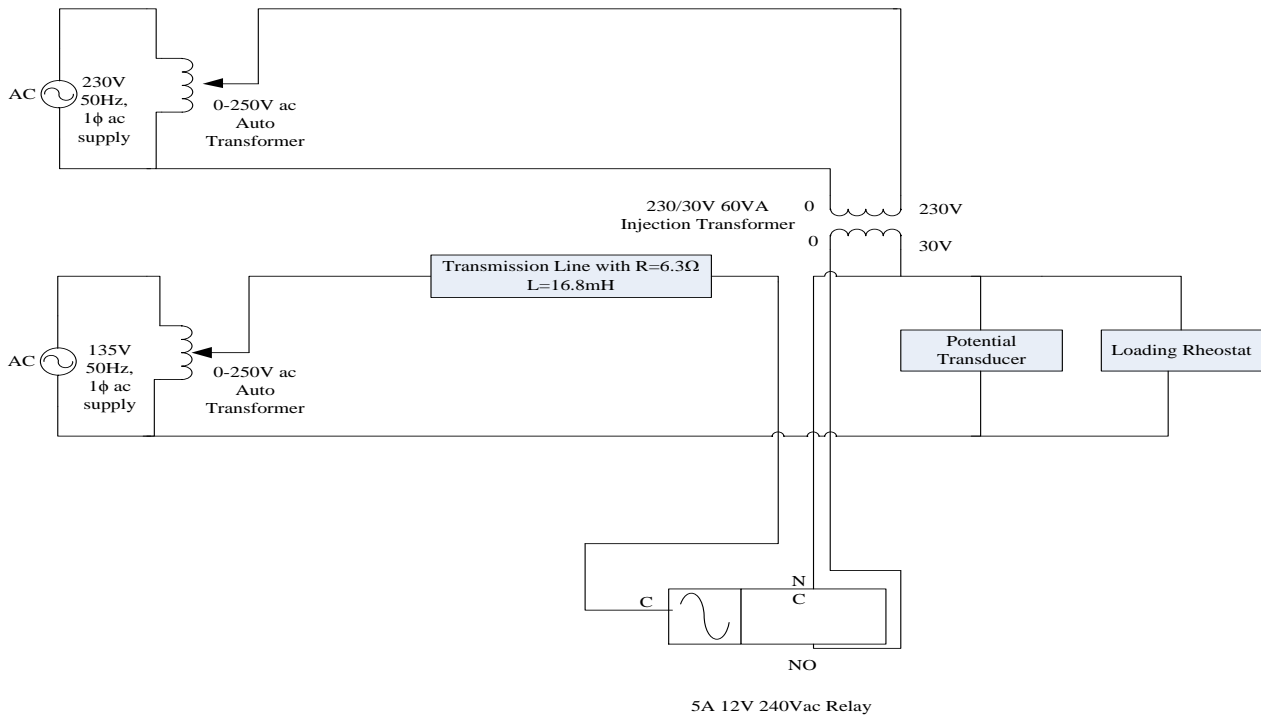 AC
230V
50Hz,
1ϕ ac
supply
0-250V ac
Auto
Transformer
230/30V 60VA
Injection Transformer
0
230V
0
30V
Transmission Line with R=6.3Ω
L=16.8mH
AC
135V
50Hz,
1ϕ ac
supply
0-250V ac
Auto
Transformer
Potential
Transducer
Loading Rheostat
C
N
C
NO
5A 12V 240Vac Relay